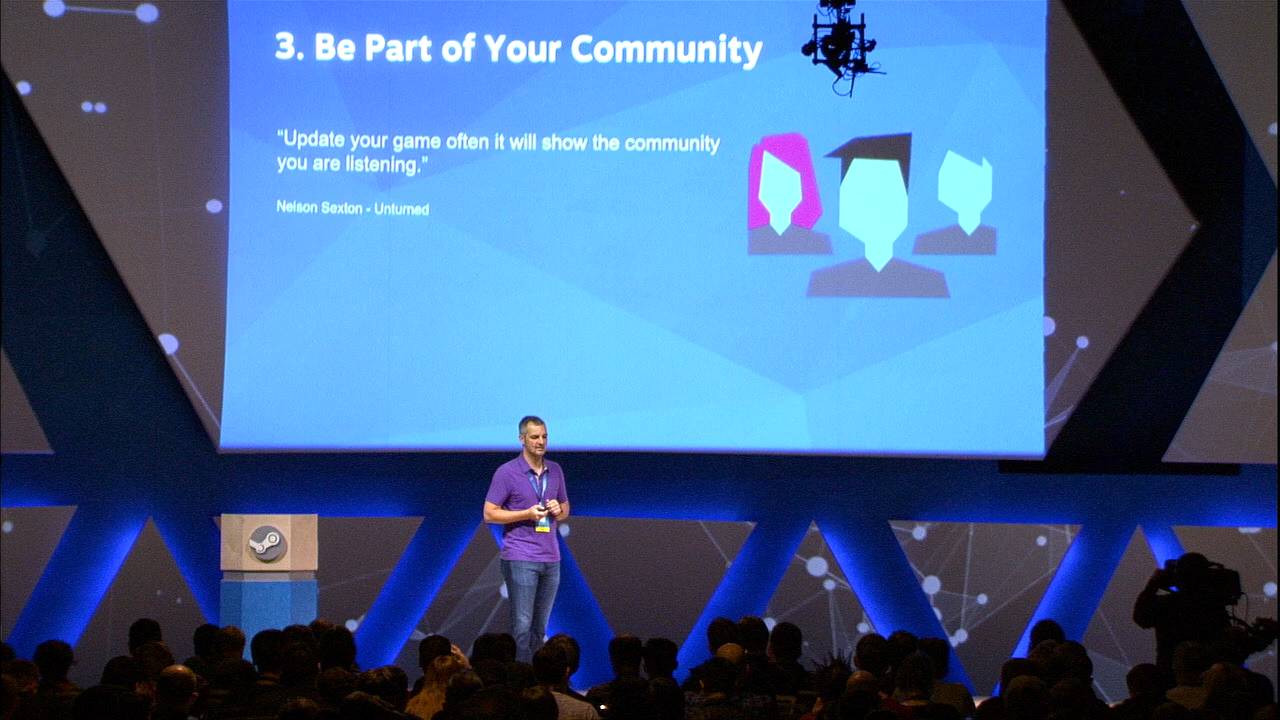 3. Be Part of Your Community
"Update your game often it will show the community
you are listening."
Nelson Sexton - Unturned